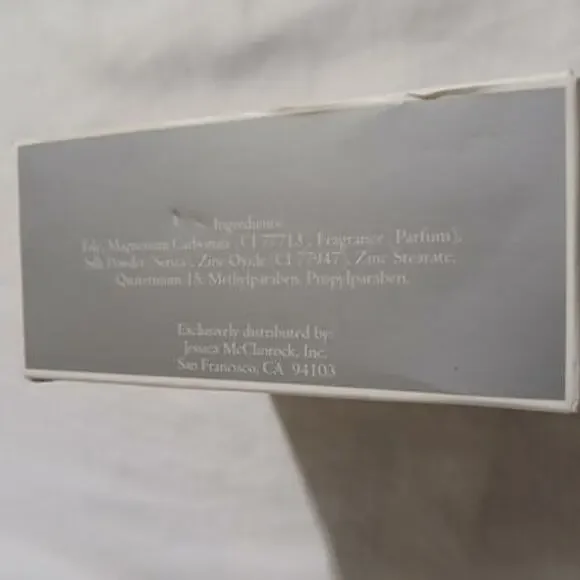 Ingredients:
Talc, Magnesium Carbonate (CI 77713), Fragrance (Parfum),
Silk Powder (Serica), Zinc Oxide (CI 77947), Zinc Stearate,
Quaternium 15, Methylparaben, Propylparaben.
Exclusively distributed by:
Jessica McClintock, Inc.
San Francisco, CA 94103